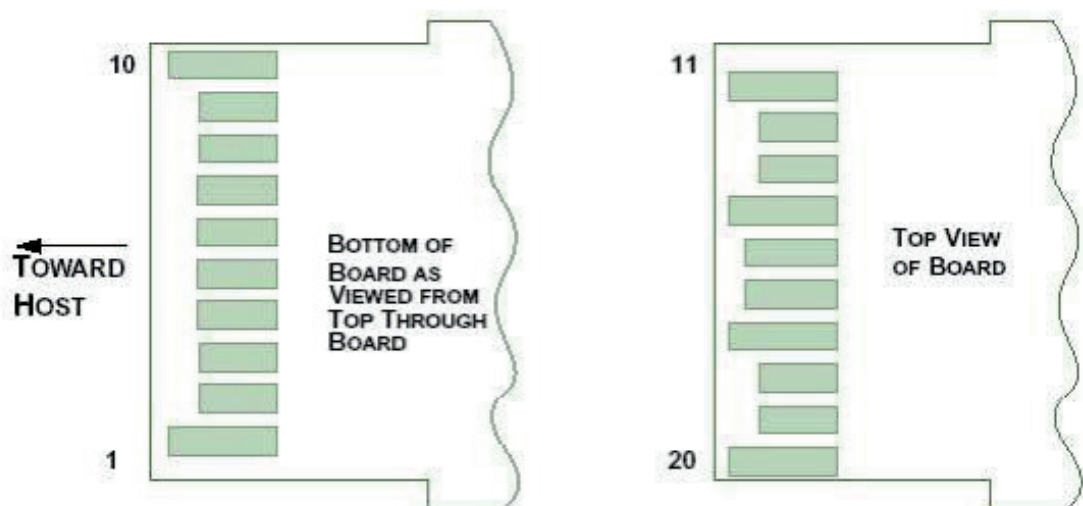 10
TOWARD
HOST
1
BOTTOM OF
BOARD AS
VIEWED FROM
TOP THROUGH
BOARD
11
TOP VIEW
OF BOARD
20